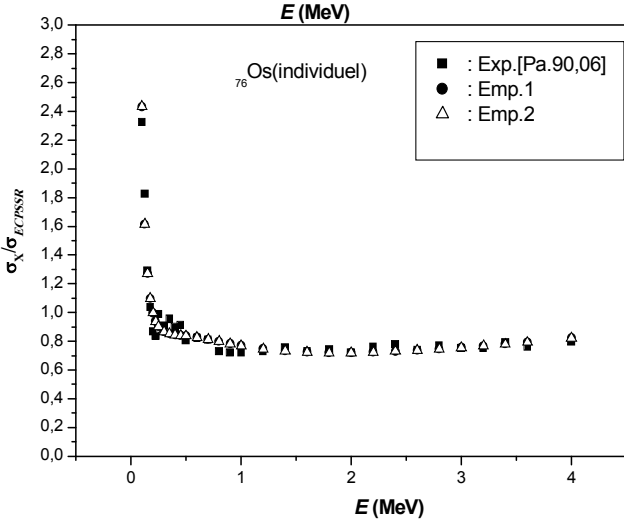 E (MeV)
3,0
2,8
2,6
2,4
2,2
2,0
1,8
1,6
1,4
1,2
1,0
0,8
0,6
0,4
0,2
0,0
σX/σECPSSR
76Os(individuel)
: Exp.[Pa.90,06]
: Emp.1
: Emp.2
0 1 2 3 4
E (MeV)